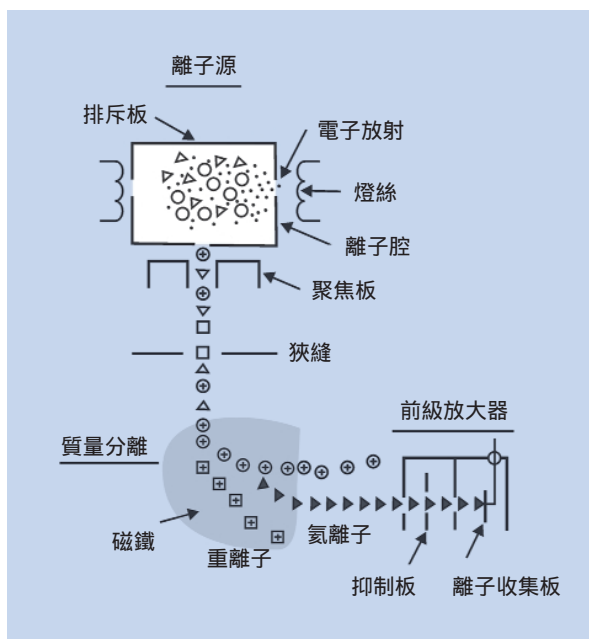 離子源
排斥板
電子放射
燈絲
離子腔
聚焦板
狹縫
前級放大器
質量分離
磁鐵
重離子
氦離子
抑制板
離子收集板